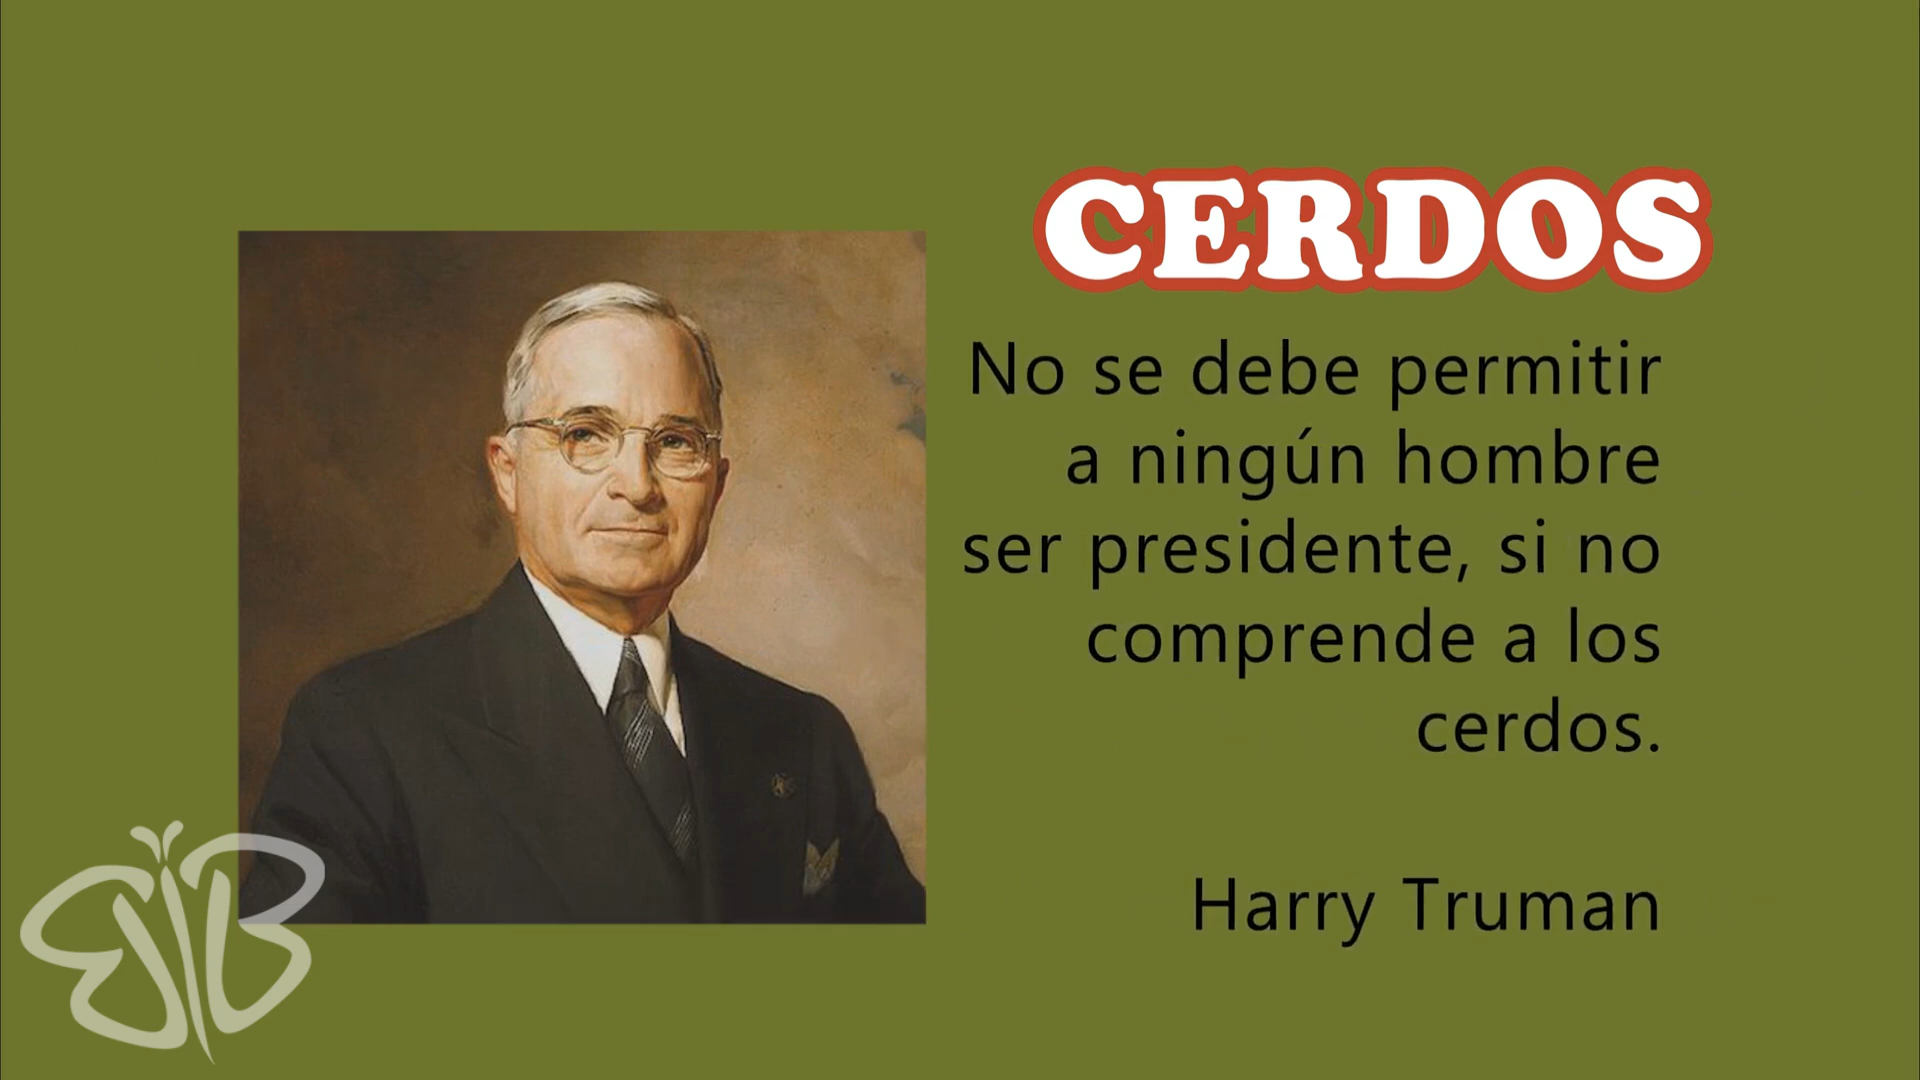 CERDOS
No se debe permitir
a ningún hombre
ser presidente, si no
comprende a los
cerdos.
Harry Truman